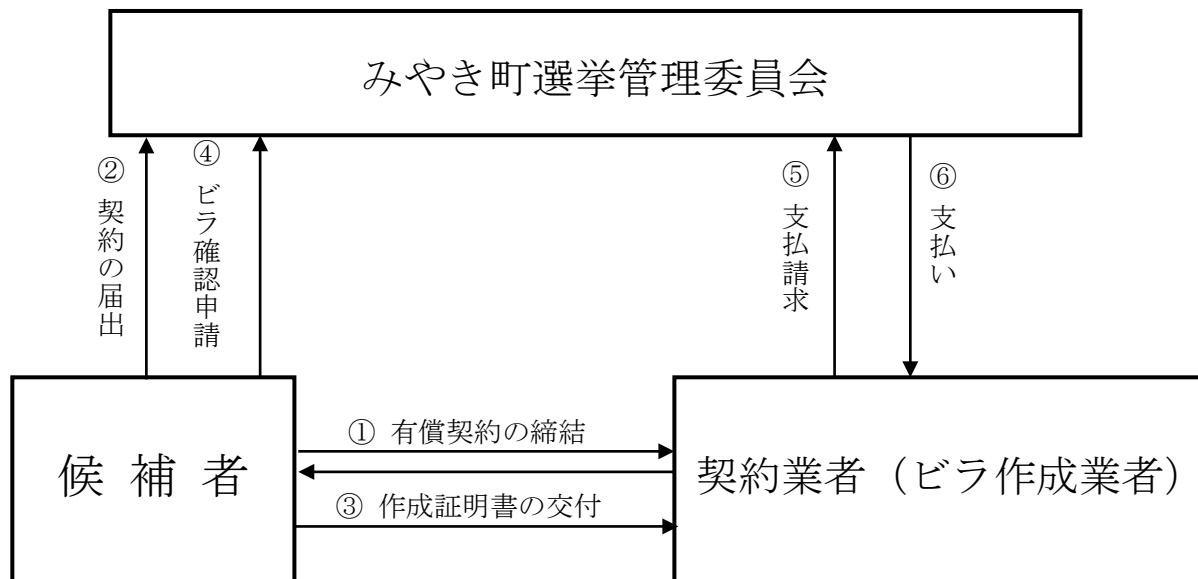 みやき町選挙管理委員会
② 契約の届出
④ ビラ確認申請
⑤ 支払請求
⑥ 支払い
候 補 者
① 有償契約の締結
③ 作成証明書の交付
契約業者（ビラ作成業者）